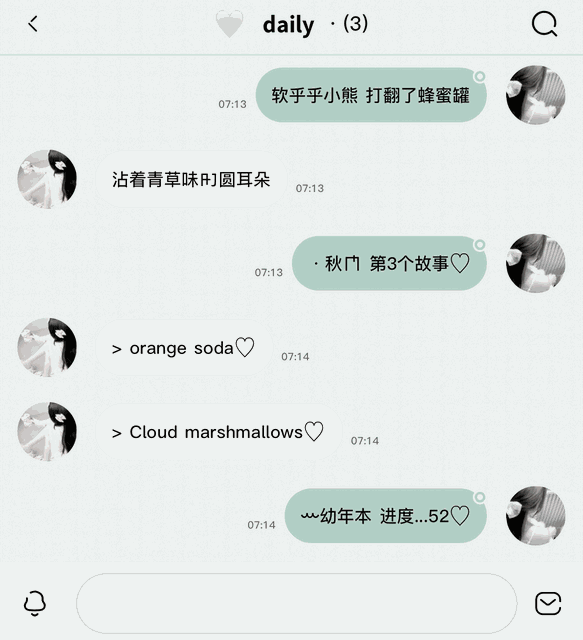 daily · (3)
软乎乎小熊 打翻了蜂蜜罐
07:13
沾着青草味旳圆耳朵
07:13
· 秋冂 第3个故事♡
07:13
> orange soda♡
07:14
> Cloud marshmallows♡
07:14
෴幼年本 进度...52♡
07:14